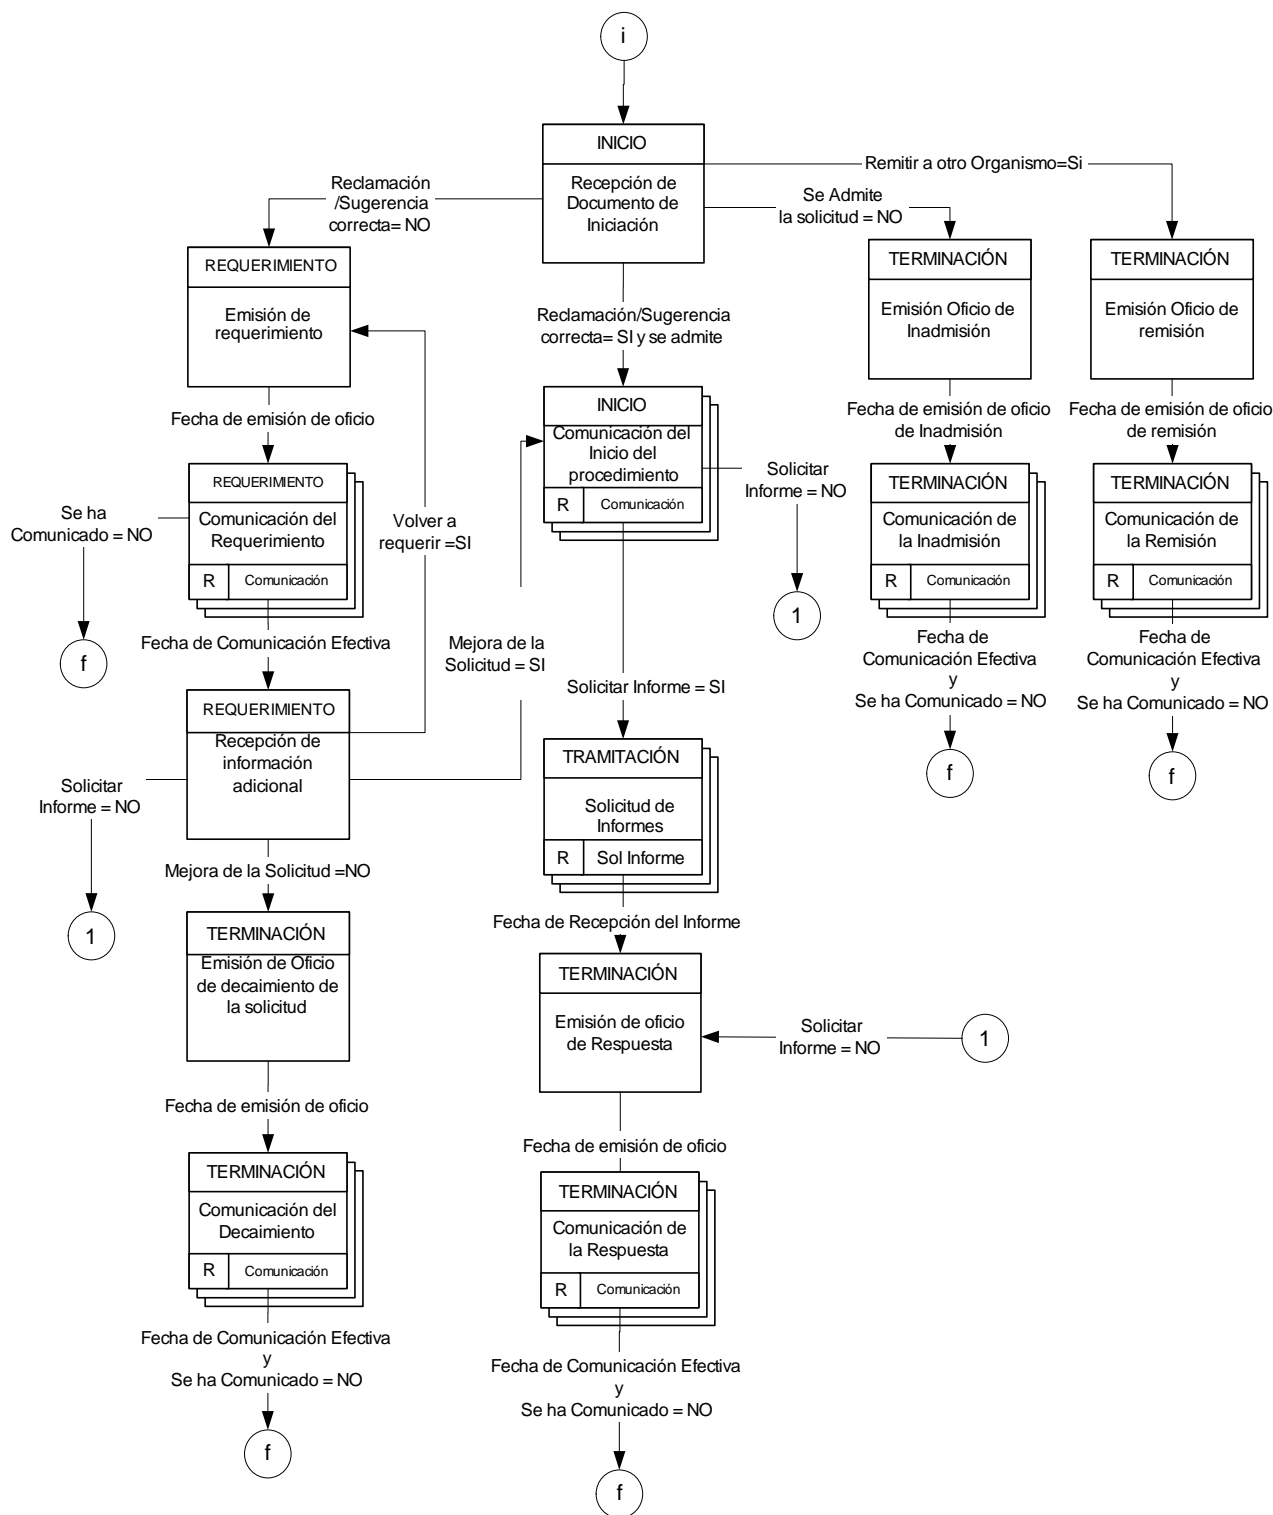 i
INICIO
Recepción de
Documento de
Iniciación
Remitir a otro Organismo=Si
Se Admite
la solicitud = NO
Reclamación
/Sugerencia
correcta= NO
REQUERIMIENTO
Emisión de
requerimiento
TERMINACIÓN
Emisión Oficio de
Inadmisión
TERMINACIÓN
Emisión Oficio de
remisión
Reclamación/Sugerencia
correcta= SI y se admite
Fecha de emisión de oficio
INICIO
Comunicación del
Inicio del
procedimiento
R
Comunicación
Fecha de emisión de oficio
de Inadmisión
Fecha de emisión de oficio
de remisión
Solicitar
Informe = NO
1
REQUERIMIENTO
Comunicación del
Requerimiento
R
Comunicación
Se ha
Comunicado = NO
f
Volver a
requerir =SI
TERMINACIÓN
Comunicación de
la Inadmisión
R
Comunicación
TERMINACIÓN
Comunicación de
la Remisión
R
Comunicación
Fecha de Comunicación Efectiva
Mejora de la
Solicitud = SI
Solicitar Informe = SI
Fecha de
Comunicación Efectiva
y
Se ha Comunicado = NO
f
Fecha de
Comunicación Efectiva
y
Se ha Comunicado = NO
f
REQUERIMIENTO
Recepción de
información
adicional
Solicitar
Informe = NO
1
TRAMITACIÓN
Solicitud de
Informes
R
Sol Informe
Mejora de la Solicitud =NO
Fecha de Recepción del Informe
TERMINACIÓN
Emisión de Oficio
de decaimiento de
la solicitud
TERMINACIÓN
Emisión de oficio
de Respuesta
Solicitar
Informe = NO
1
Fecha de emisión de oficio
Fecha de emisión de oficio
TERMINACIÓN
Comunicación del
Decaimiento
R
Comunicación
TERMINACIÓN
Comunicación de
la Respuesta
R
Comunicación
Fecha de Comunicación Efectiva
y
Se ha Comunicado = NO
f
Fecha de Comunicación Efectiva
y
Se ha Comunicado = NO
f